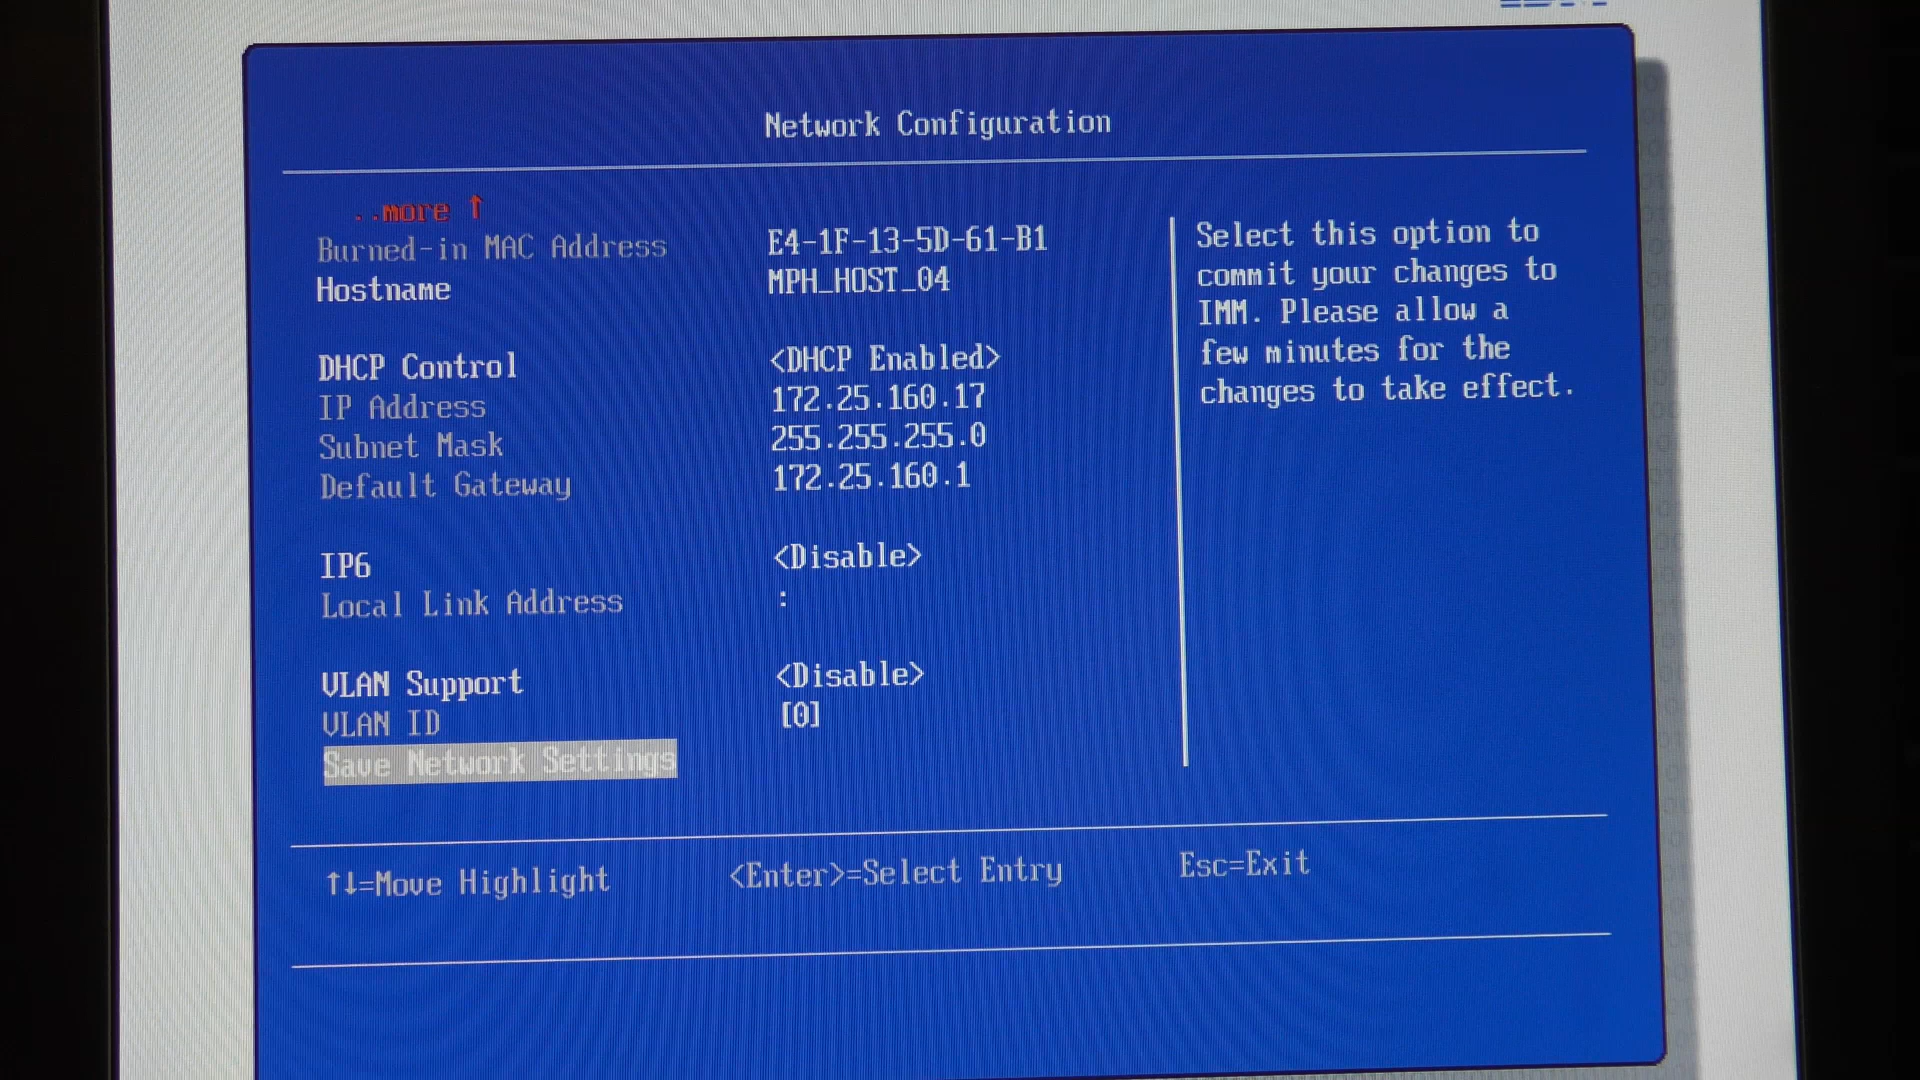 Network Configuration
..more ↑
Burned-in MAC Address E4-1F-13-5D-61-B1
Hostname MPH_HOST_04
DHCP Control <DHCP Enabled>
IP Address 172.25.160.17
Subnet Mask 255.255.255.0
Default Gateway 172.25.160.1
IP6 <Disable>
Local Link Address :
VLAN Support <Disable>
VLAN ID [0]
Save Network Settings
Select this option to
commit your changes to
IMM. Please allow a
few minutes for the
changes to take effect.
↑↓=Move Highlight <Enter>=Select Entry Esc=Exit